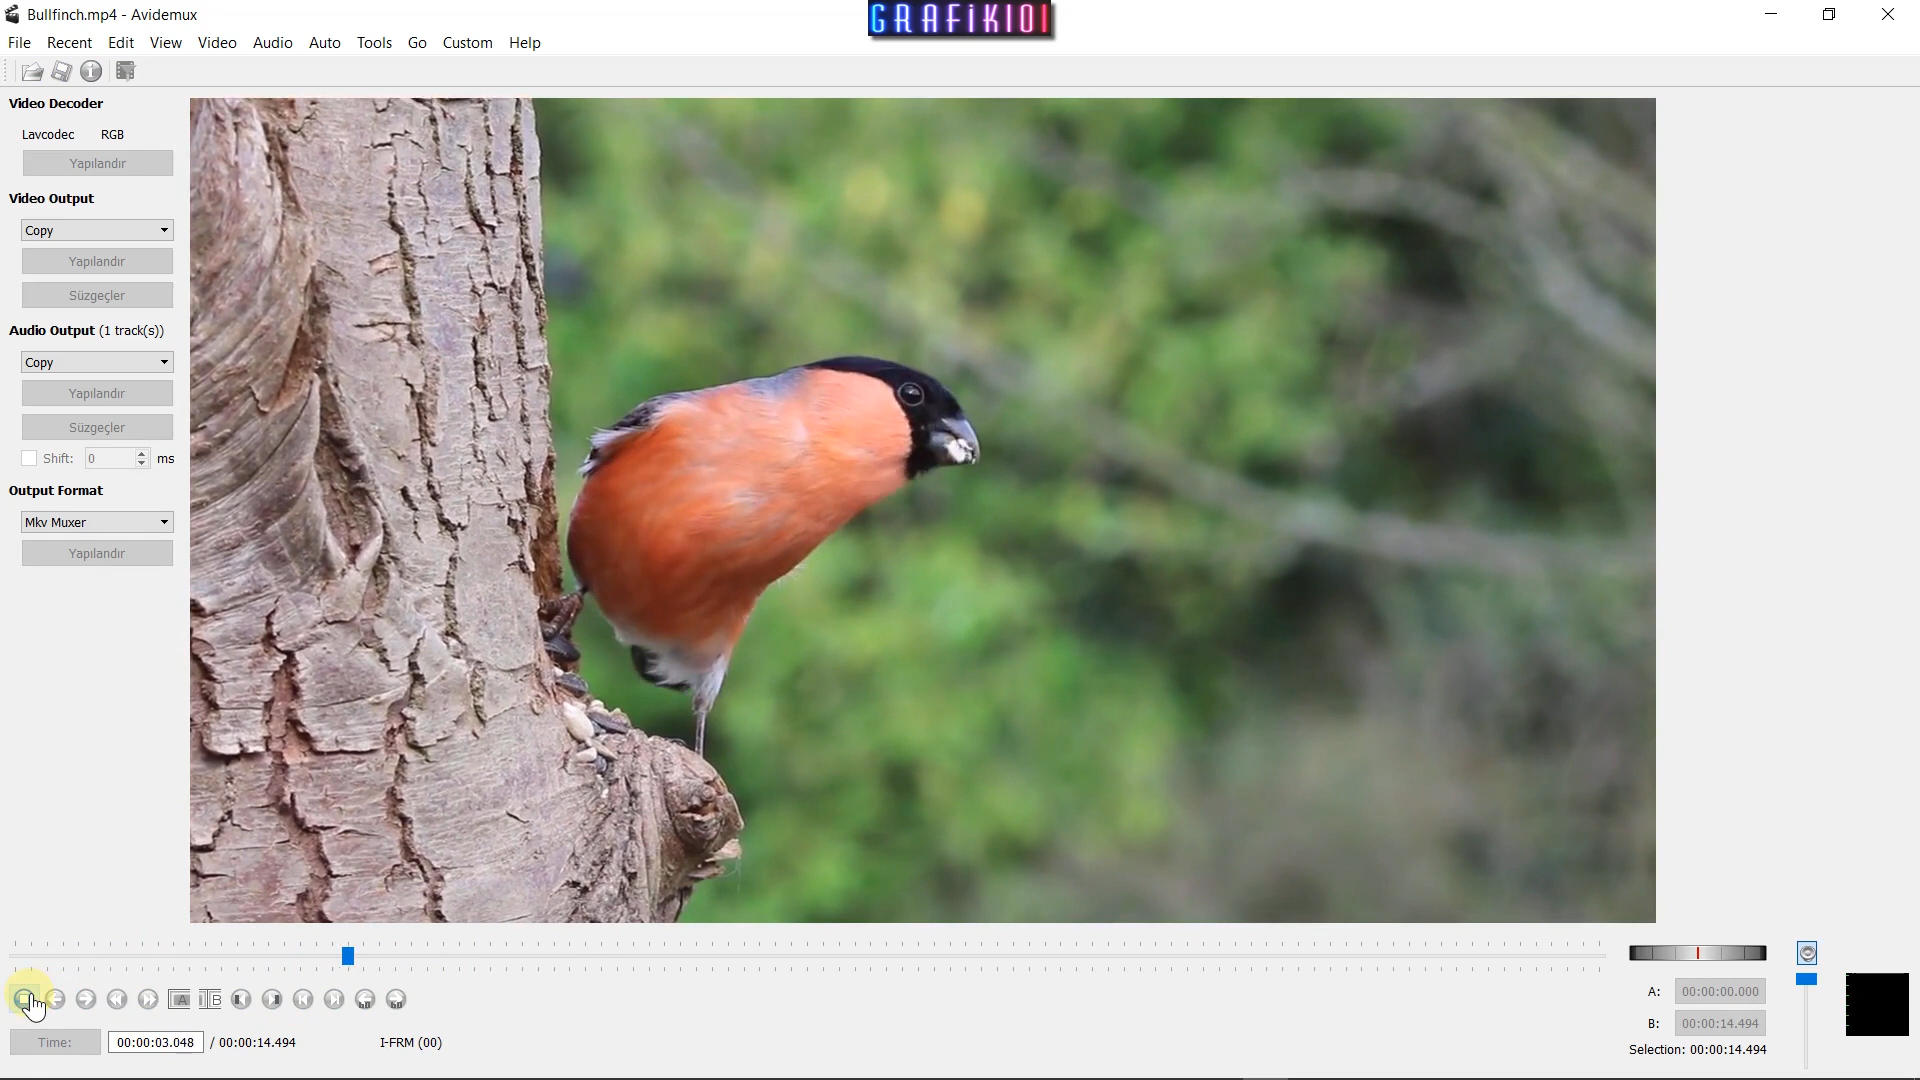 Bullfinch.mp4 - Avidemux
GRAFiK101
File Recent Edit View Video Audio Auto Tools Go Custom Help
Video Decoder
Lavcodec RGB
Yapılandır
Video Output
Copy
Yapılandır
Süzgeçler
Audio Output (1 track(s))
Copy
Yapılandır
Süzgeçler
Shift: 0 ms
Output Format
Mkv Muxer
Yapılandır
A B 60 60
A: 00:00:00.000
B: 00:00:14.494
Time: 00:00:03.048 / 00:00:14.494 I-FRM (00)
Selection: 00:00:14.494